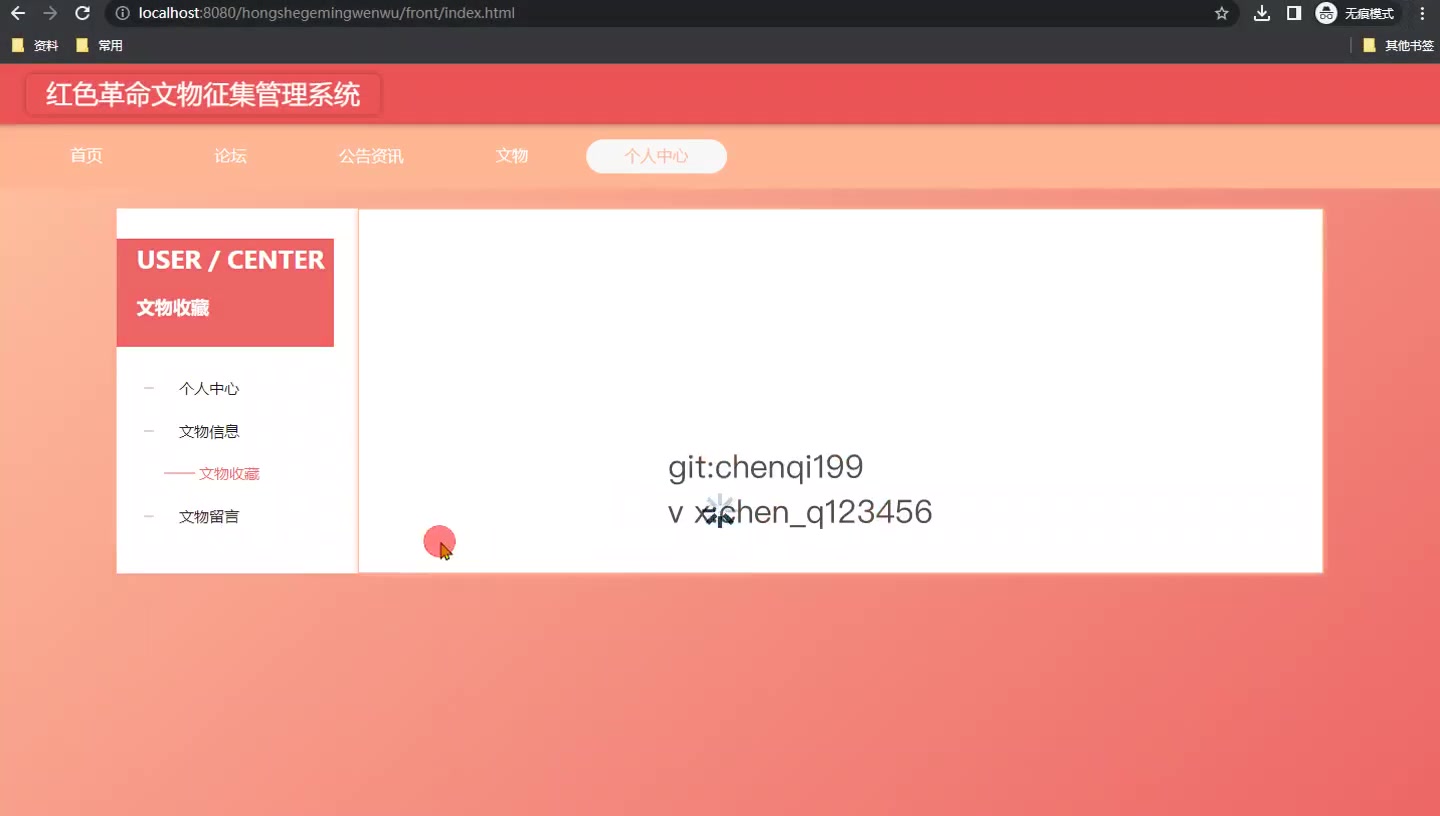 localhost:8080/hongshegemingwenwu/front/index.html
无痕模式
资料
常用
其他书签
红色革命文物征集管理系统
首页
论坛
公告资讯
文物
个人中心
USER / CENTER
文物收藏
个人中心
文物信息
文物收藏
文物留言
git:chenqi199
v x:chen_q123456